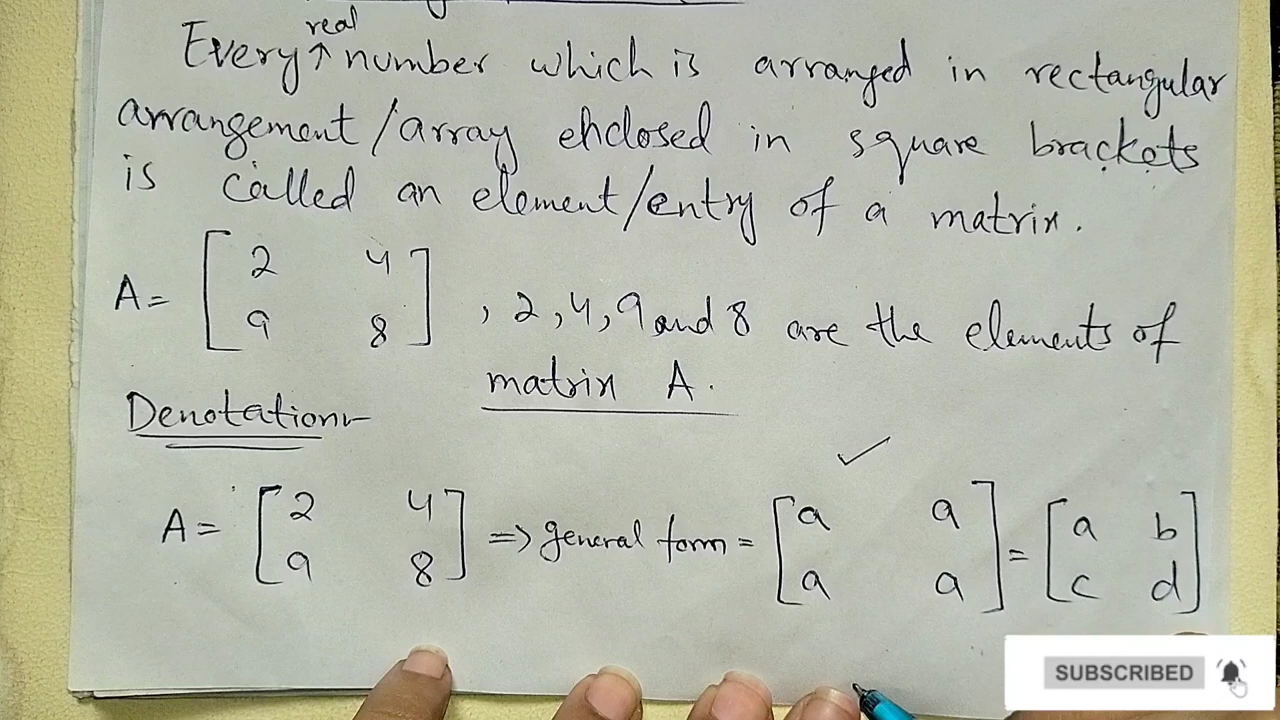 real
Every ↑ number which is arranged in rectangular
arrangement/array enclosed in square brackets
is called an element/entry of a matrix.
A = [ 2 4
9 8 ] , 2, 4, 9 and 8 are the elements of
matrix A.
Denotation:-
A = [ 2 4 ⇒ general form = [ a a = [ a b
9 8 ] a a ] c d ]
SUBSCRIBED